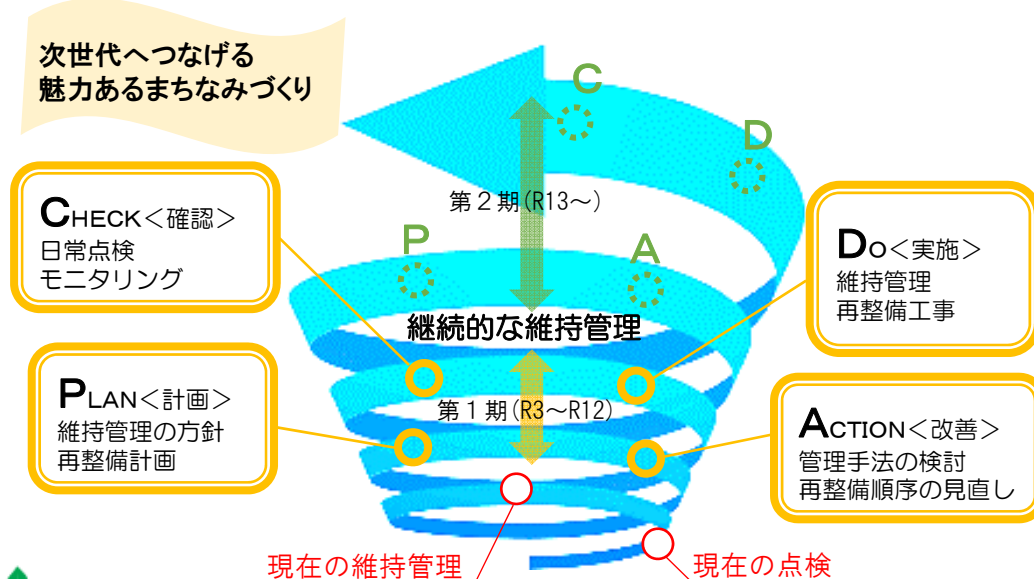 次世代へつなげる
魅力あるまちなみづくり
C
D
第2期(R13～)
P
A
CHECK＜確認＞
日常点検
モニタリング
DO＜実施＞
維持管理
再整備工事
継続的な維持管理
第1期(R3～R12)
PLAN＜計画＞
維持管理の方針
再整備計画
ACTION＜改善＞
管理手法の検討
再整備順序の見直し
現在の維持管理
現在の点検